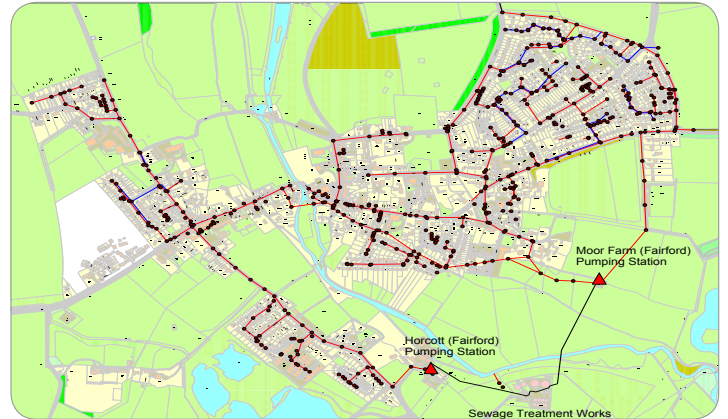 Moor Farm (Fairford)
Pumping Station
Horcott (Fairford)
Pumping Station
Sewage Treatment Works